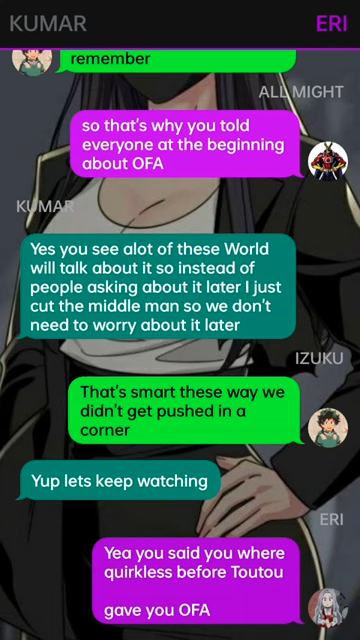 KUMAR
ERI
remember
ALL MIGHT
so that's why you told
everyone at the beginning
about OFA
KUMAR
Yes you see alot of these World
will talk about it so instead of
people asking about it later I just
cut the middle man so we don't
need to worry about it later
IZUKU
That's smart these way we
didn't get pushed in a
corner
Yup lets keep watching
ERI
Yea you said you where
quirkless before Toutou
gave you OFA